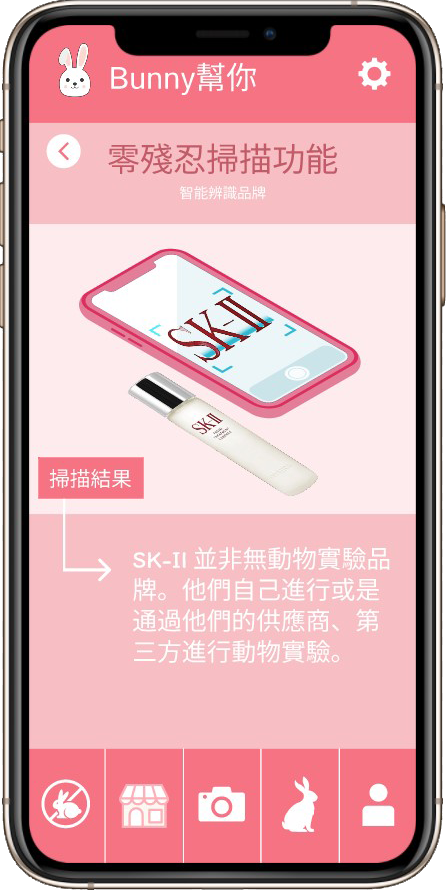 Bunny幫你
零殘忍掃描功能
智能辨識品牌
SK-II
SK-II
掃描結果
SK-II 並非無動物實驗品
牌。他們自己進行或是
通過他們的供應商、第
三方進行動物實驗。